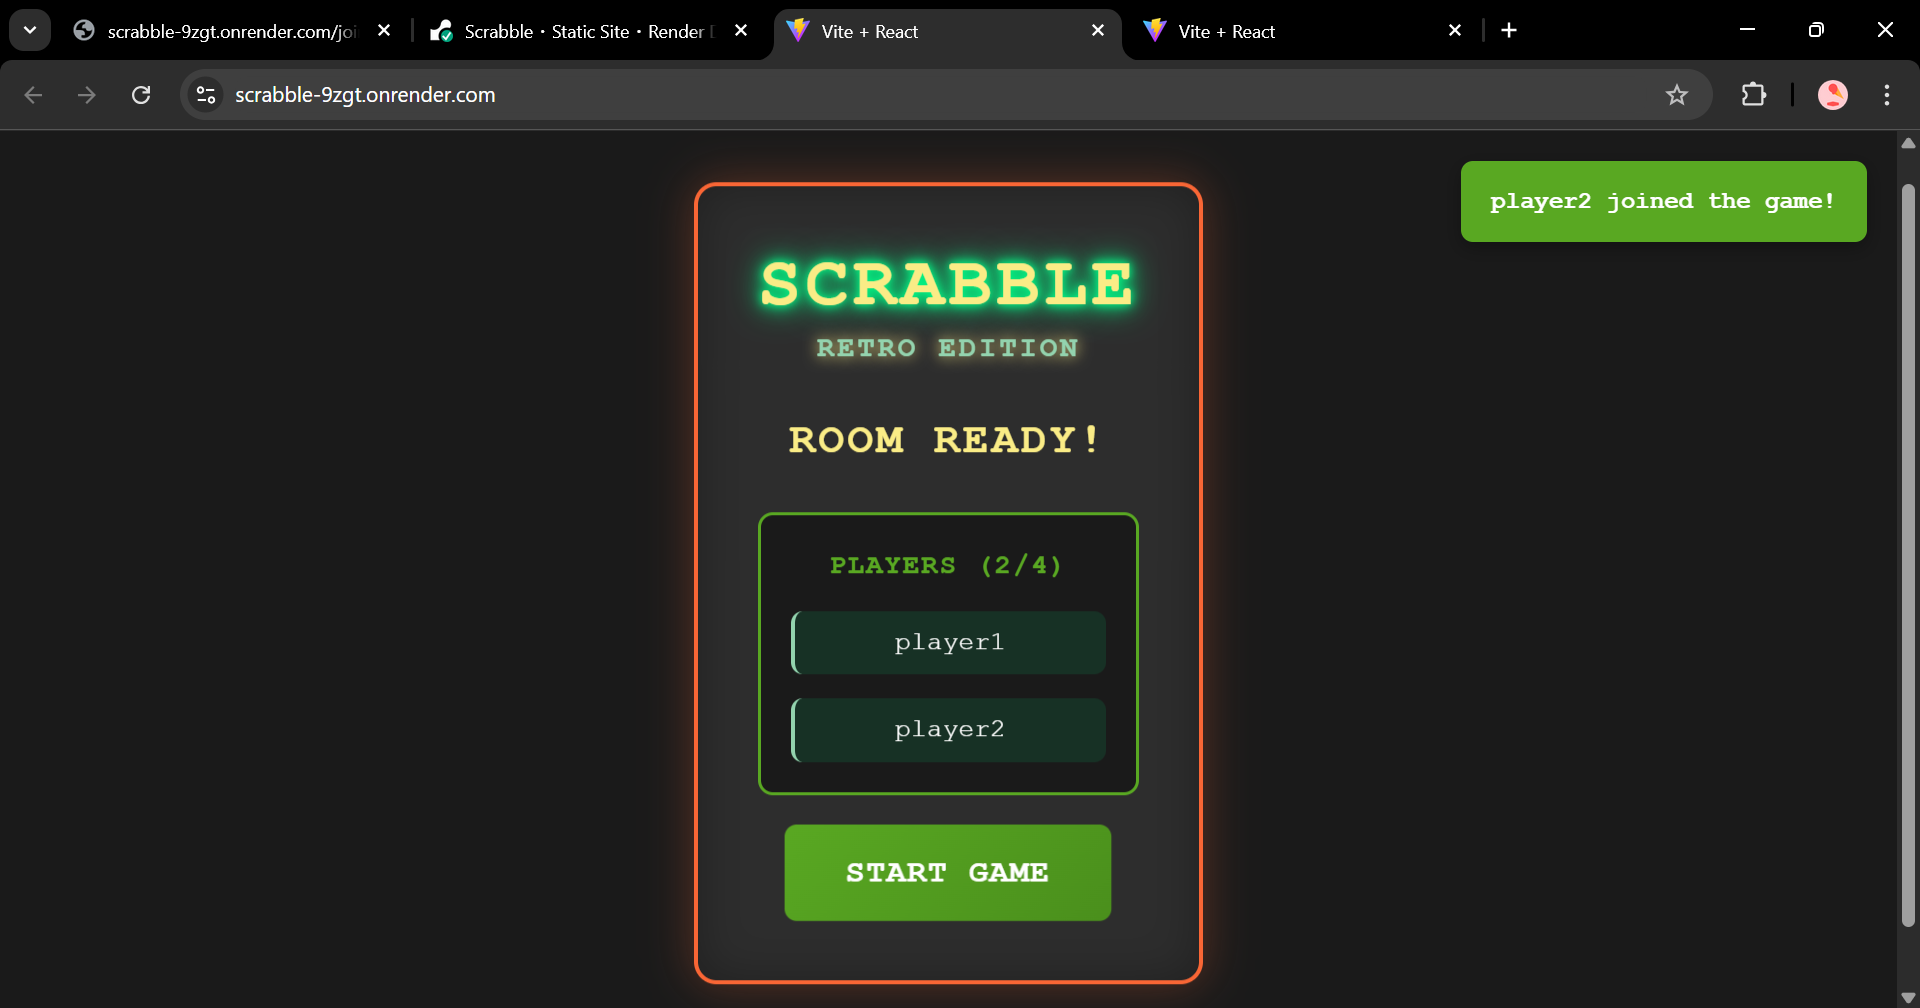 scrabble-9zgt.onrender.com/joi
Scrabble · Static Site · Render
Vite + React
Vite + React
scrabble-9zgt.onrender.com
player2 joined the game!
SCRABBLE
RETRO EDITION
ROOM READY!
PLAYERS (2/4)
player1
player2
START GAME